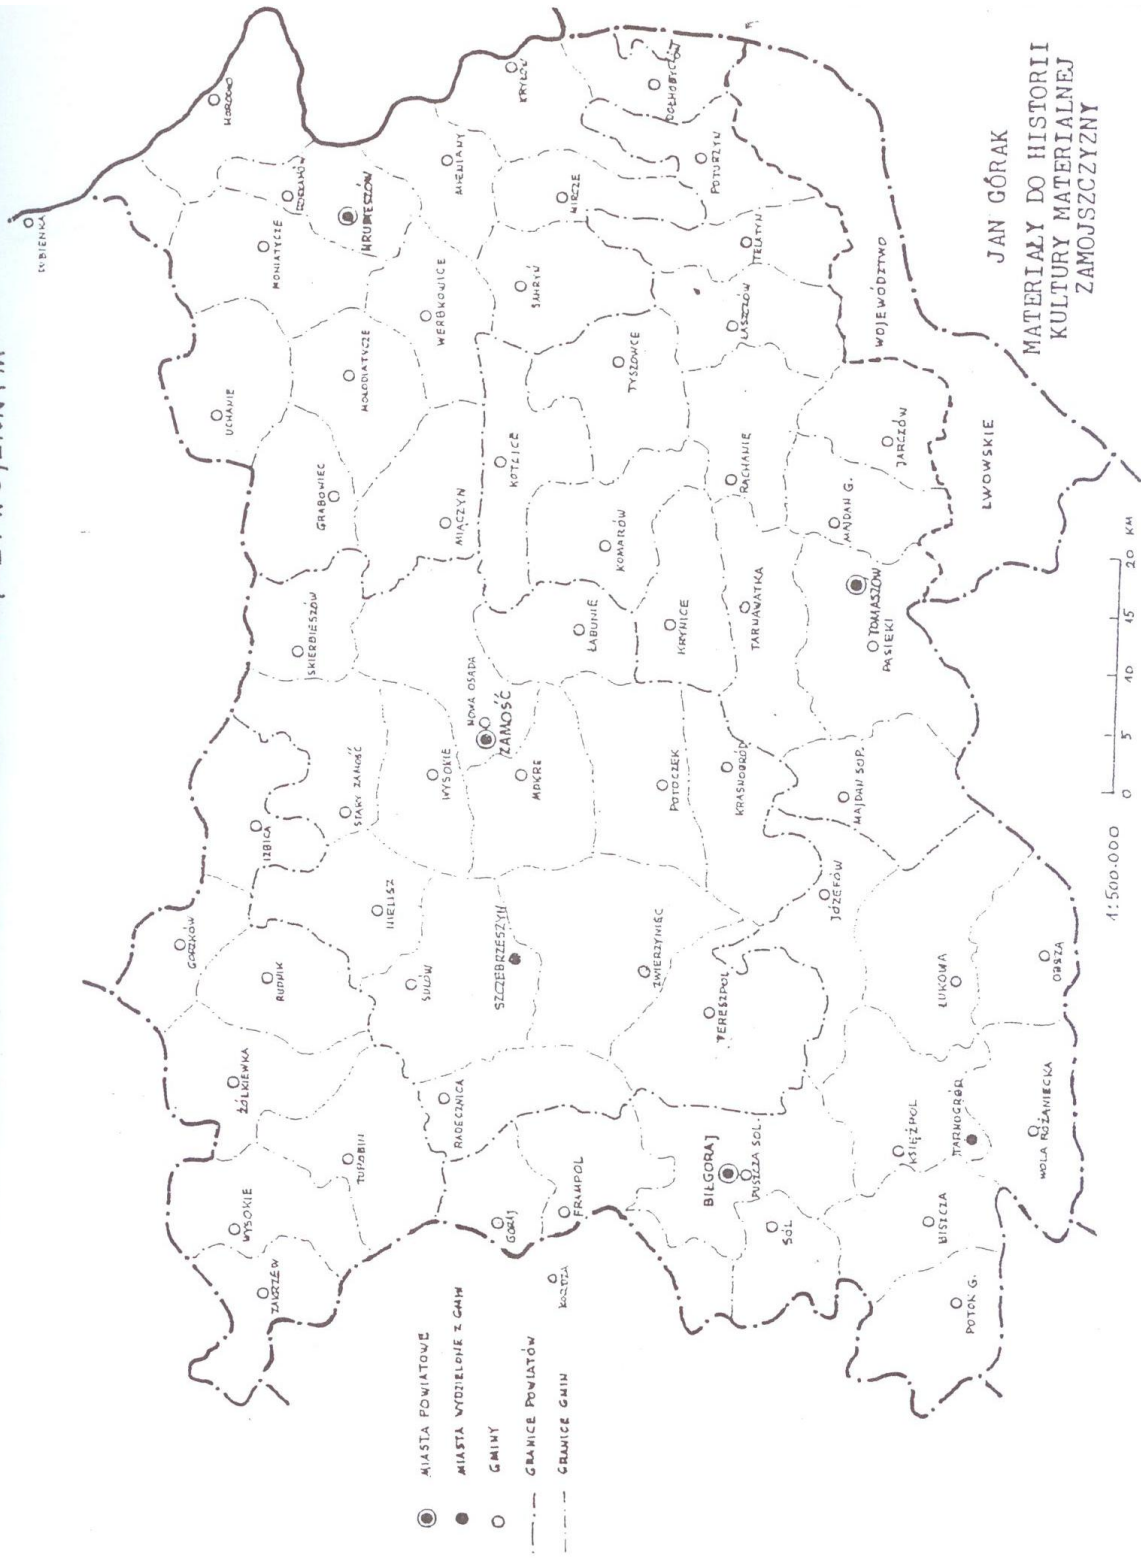 JAN GÓRAK
MATERIAŁY DO HISTORII
KULTURY MATERIALNEJ
ZAMOJSZCZYZNY
MIASTA POWIATOWE
MIASTA WYDZIELONE Z GMIN
GMINY
GRANICE POWIATÓW
GRANICE GMIN
1:500.000
0 5 10 15 20 KM
ZAKRZEW
WYSOKIE
ŻÓŁKIEWKA
TUROBIN
GORZKÓW
RUDNIK
IZBICA
NIELISZ
STARY ZAMOŚĆ
SKIERBIESZÓW
GRABOWIEC
UCHANIE
MONIATYCZE
HORODŁO
HRUBIESZÓW
MOŁODIATYCZE
WERBKOWICE
MIENIANY
KRYŁÓW
MIĄCZYN
KOTLICE
SAHRYŃ
MIRCZE
DOŁHOBYCZÓW
POTURZYN
TELATYN
ŁASZCZÓW
TYSZOWCE
KOMARÓW
RACHANIE
JARCZÓW
MAJDAN G.
WOJEWÓDZTWO
LWOWSKIE
TOMASZÓW
PASIEKI
TARNAWATKA
KRYNICE
ŁABUNIE
NOWA OSADA
ZAMOŚĆ
WYSOKIE
MOKRE
POTOCZEK
KRASNOBRÓD
MAJDAN SOP.
JÓZEFÓW
SUŁÓW
SZCZEBRZESZYN
ZWIERZYNIEC
TERESZPOL
RADECZNICA
GORAJ
FRAMPOL
BIŁGORAJ
PUSZCZA SOL.
SÓL
KSIĘŻPOL
TARNOGRÓD
BISZCZA
POTOK G.
WOLA RÓŻANIECKA
ŁUKOWA
OBSZA